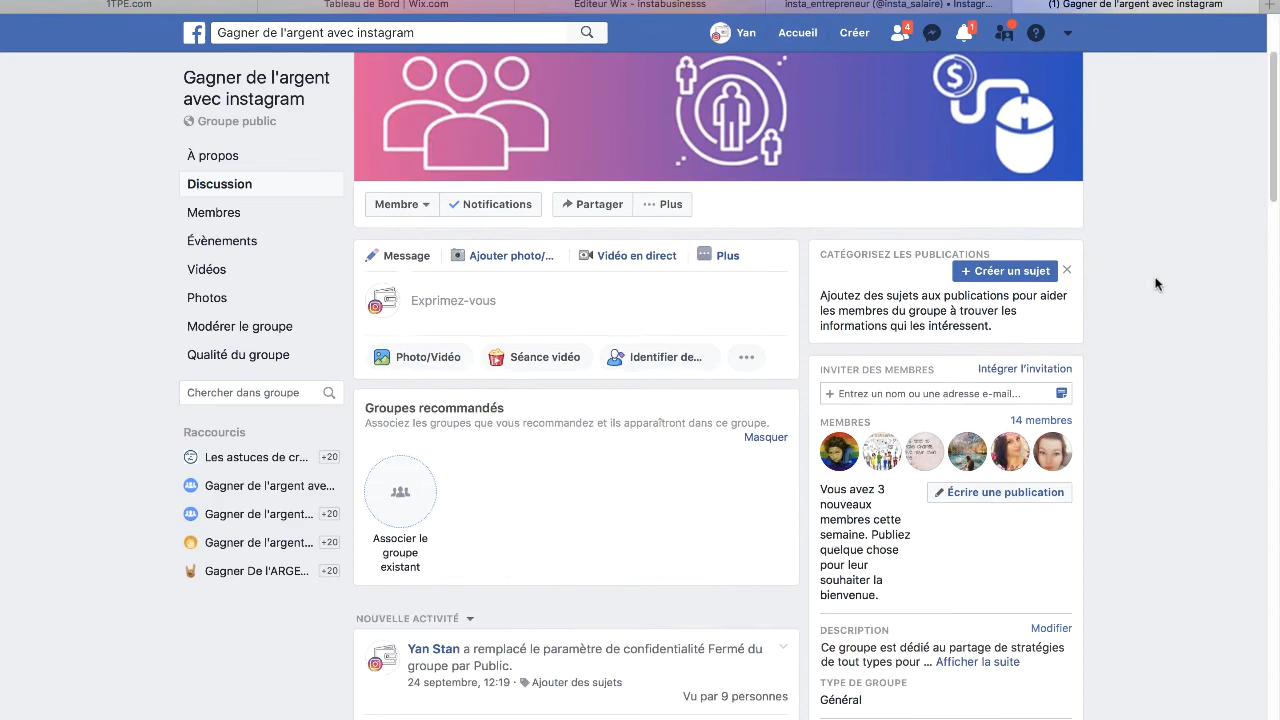 1TPE.com
Tableau de Bord | Wix.com
Editeur Wix - instabusinesss
insta_entrepreneur (@insta_salaire) • Instagr...
(1) Gagner de l'argent avec instagram
Gagner de l'argent avec instagram
Yan
Accueil
Créer
4
1
Gagner de l'argent
avec instagram
Groupe public
À propos
Discussion
Membres
Évènements
Vidéos
Photos
Modérer le groupe
Qualité du groupe
Chercher dans groupe
Raccourcis
Les astuces de cr... +20
Gagner de l'argent ave...
Gagner de l'argent... +20
Gagner de l'argent... +20
Gagner De l'ARGE... +20
Membre
Notifications
Partager
Plus
Message
Ajouter photo/...
Vidéo en direct
Plus
Exprimez-vous
Photo/Vidéo
Séance vidéo
Identifier de...
Groupes recommandés
Associez les groupes que vous recommandez et ils apparaîtront dans ce groupe.
Masquer
Associer le
groupe
existant
NOUVELLE ACTIVITÉ
Yan Stan a remplacé le paramètre de confidentialité Fermé du
groupe par Public.
24 septembre, 12:19 · Ajouter des sujets
Vu par 9 personnes
CATÉGORISEZ LES PUBLICATIONS
+ Créer un sujet
Ajoutez des sujets aux publications pour aider
les membres du groupe à trouver les
informations qui les intéressent.
INVITER DES MEMBRES
Intégrer l'invitation
+ Entrez un nom ou une adresse e-mail...
MEMBRES
14 membres
Vous avez 3
nouveaux
membres cette
semaine. Publiez
quelque chose
pour leur
souhaiter la
bienvenue.
Écrire une publication
DESCRIPTION
Modifier
Ce groupe est dédié au partage de stratégies
de tout types pour ... Afficher la suite
TYPE DE GROUPE
Général